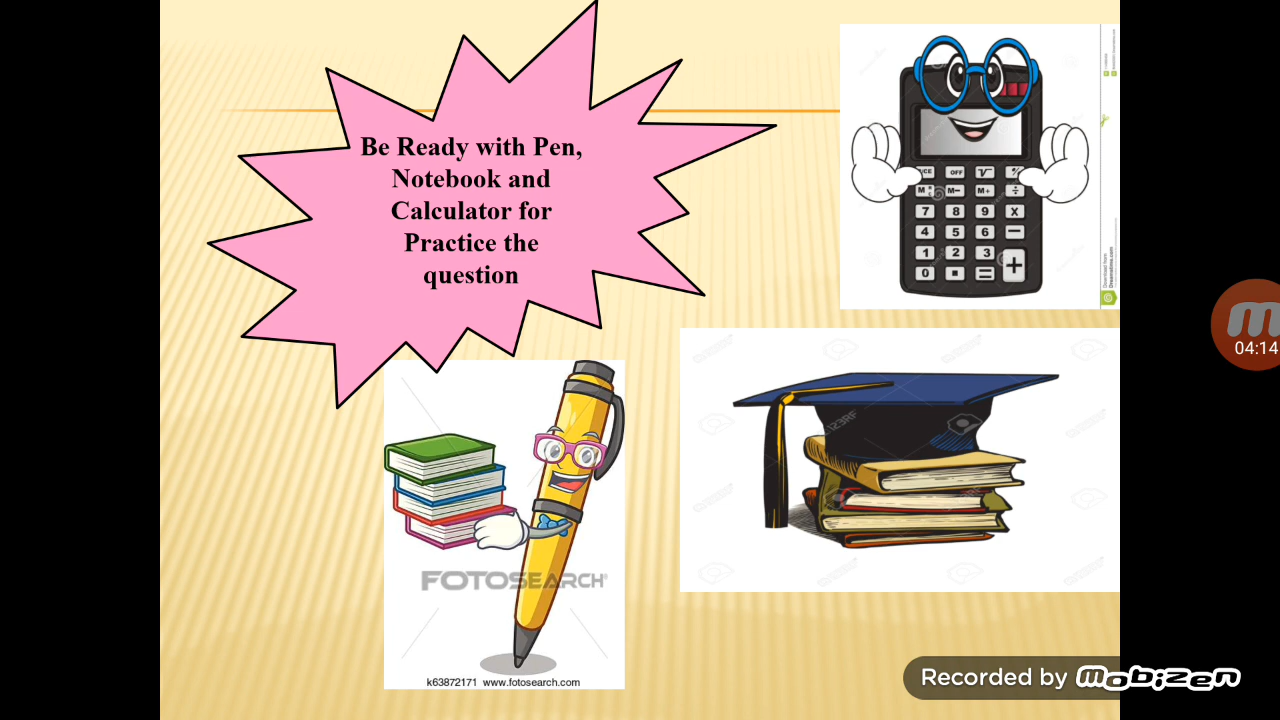 Be Ready with Pen,
Notebook and
Calculator for
Practice the
question
OFF
M-
M+
7 8 9 X
4 5 6 -
1 2 3
0 . = +
123RF
FOTOSEARCH
k63872171 www.fotosearch.com
04:14
Recorded by mobizen